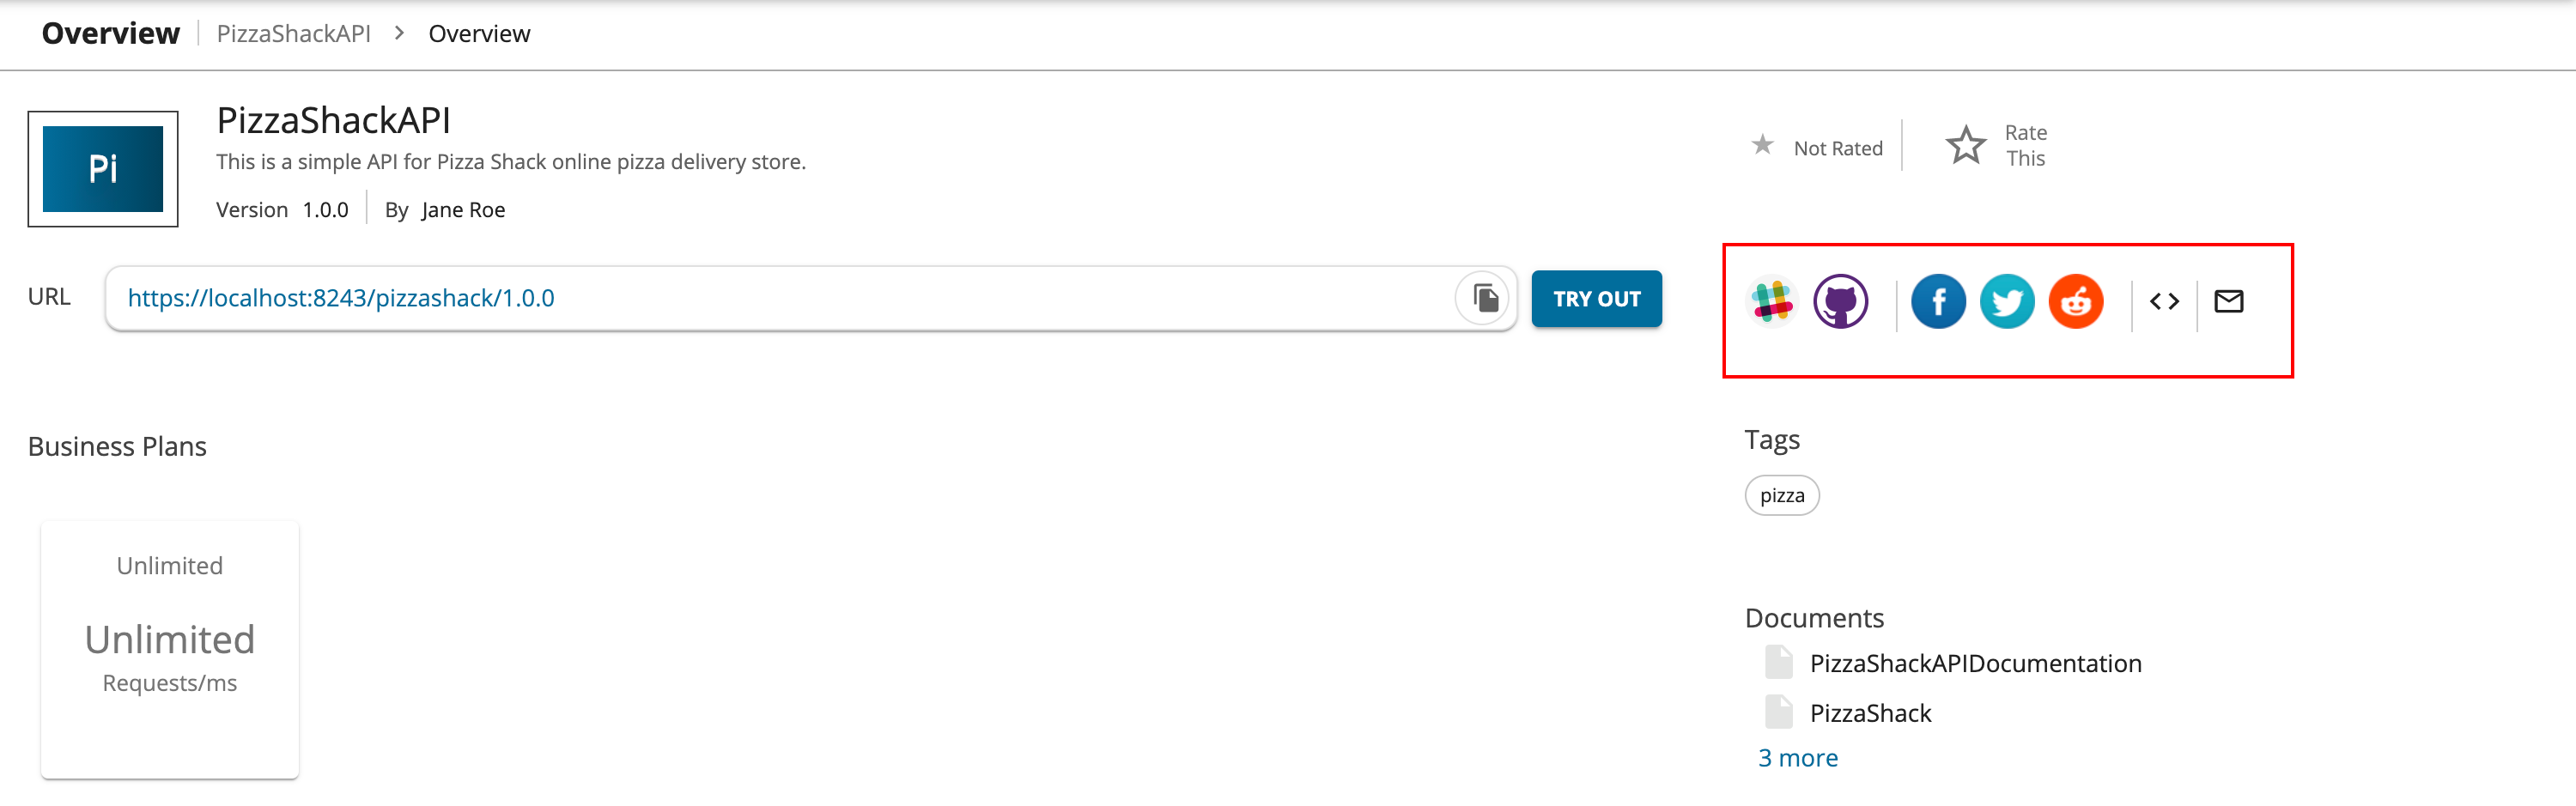 Overview PizzaShackAPI > Overview
Pi
PizzaShackAPI
This is a simple API for Pizza Shack online pizza delivery store.
Version 1.0.0 By Jane Roe
Not Rated
Rate
This
URL https://localhost:8243/pizzashack/1.0.0 TRY OUT
f < >
Business Plans
Unlimited
Unlimited
Requests/ms
Tags
pizza
Documents
PizzaShackAPIDocumentation
PizzaShack
3 more